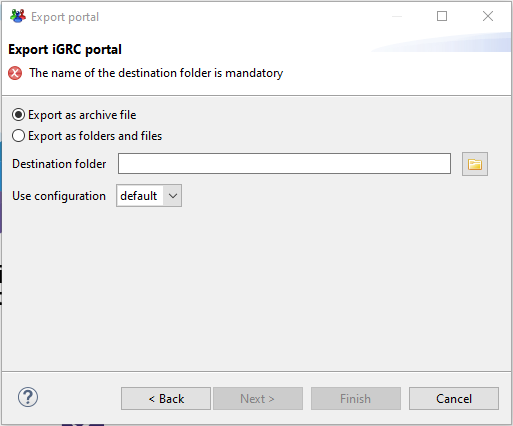 Export portal
Export iGRC portal
The name of the destination folder is mandatory
Export as archive file
Export as folders and files
Destination folder
Use configuration default
?
< Back Next > Finish Cancel